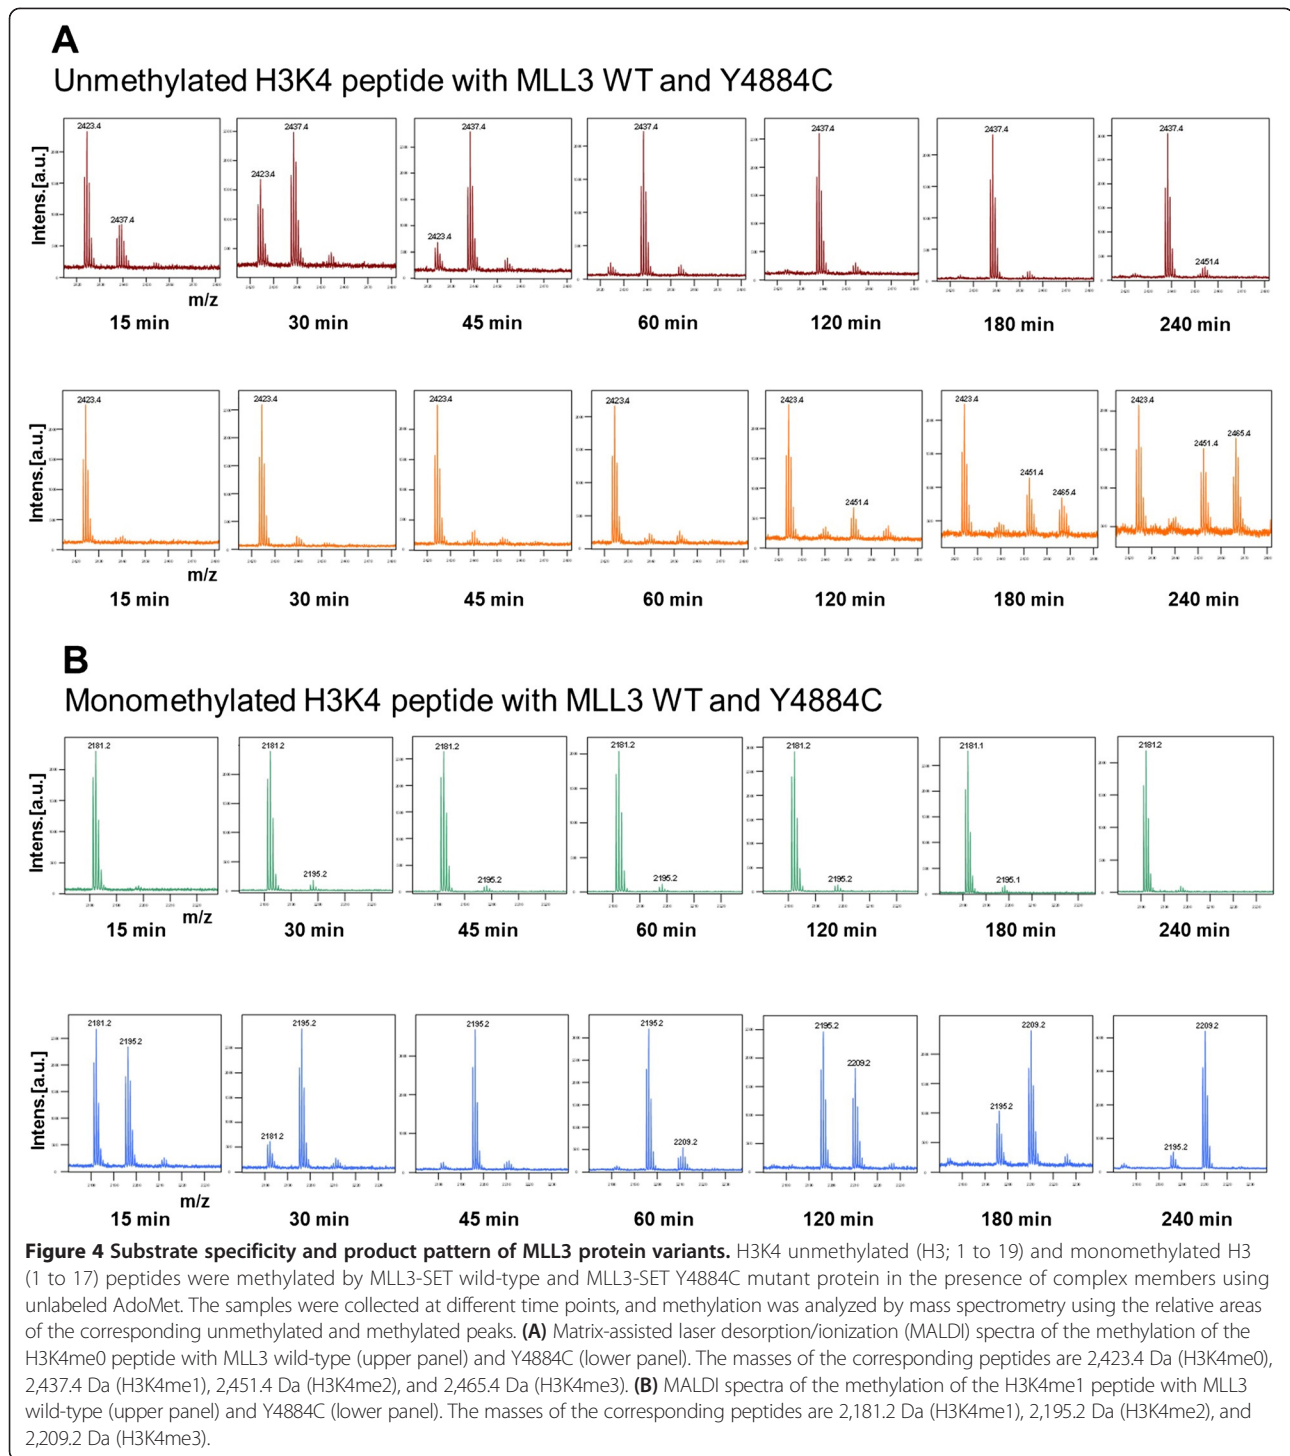 A
Unmethylated H3K4 peptide with MLL3 WT and Y4884C
Intens.[a.u.]
2423.4
2437.4
2423.4
2437.4
2423.4
2437.4
2437.4
2437.4
2437.4
2437.4
2451.4
m/z
15 min
30 min
45 min
60 min
120 min
180 min
240 min
Intens.[a.u.]
2423.4
2423.4
2423.4
2423.4
2423.4
2451.4
2423.4
2451.4
2465.4
2423.4
2451.4
2465.4
m/z
15 min
30 min
45 min
60 min
120 min
180 min
240 min
B
Monomethylated H3K4 peptide with MLL3 WT and Y4884C
Intens.[a.u.]
2181.2
2181.2
2195.2
2181.2
2195.2
2181.2
2195.2
2181.2
2195.2
2181.1
2195.1
2181.2
m/z
15 min
30 min
45 min
60 min
120 min
180 min
240 min
Intens.[a.u.]
2181.2
2195.2
2181.2
2195.2
2195.2
2195.2
2209.2
2195.2
2209.2
2195.2
2209.2
2195.2
2209.2
m/z
15 min
30 min
45 min
60 min
120 min
180 min
240 min
Figure 4 Substrate specificity and product pattern of MLL3 protein variants. H3K4 unmethylated (H3; 1 to 19) and monomethylated H3
(1 to 17) peptides were methylated by MLL3-SET wild-type and MLL3-SET Y4884C mutant protein in the presence of complex members using
unlabeled AdoMet. The samples were collected at different time points, and methylation was analyzed by mass spectrometry using the relative areas
of the corresponding unmethylated and methylated peaks. (A) Matrix-assisted laser desorption/ionization (MALDI) spectra of the methylation of the
H3K4me0 peptide with MLL3 wild-type (upper panel) and Y4884C (lower panel). The masses of the corresponding peptides are 2,423.4 Da (H3K4me0),
2,437.4 Da (H3K4me1), 2,451.4 Da (H3K4me2), and 2,465.4 Da (H3K4me3). (B) MALDI spectra of the methylation of the H3K4me1 peptide with MLL3
wild-type (upper panel) and Y4884C (lower panel). The masses of the corresponding peptides are 2,181.2 Da (H3K4me1), 2,195.2 Da (H3K4me2), and
2,209.2 Da (H3K4me3).